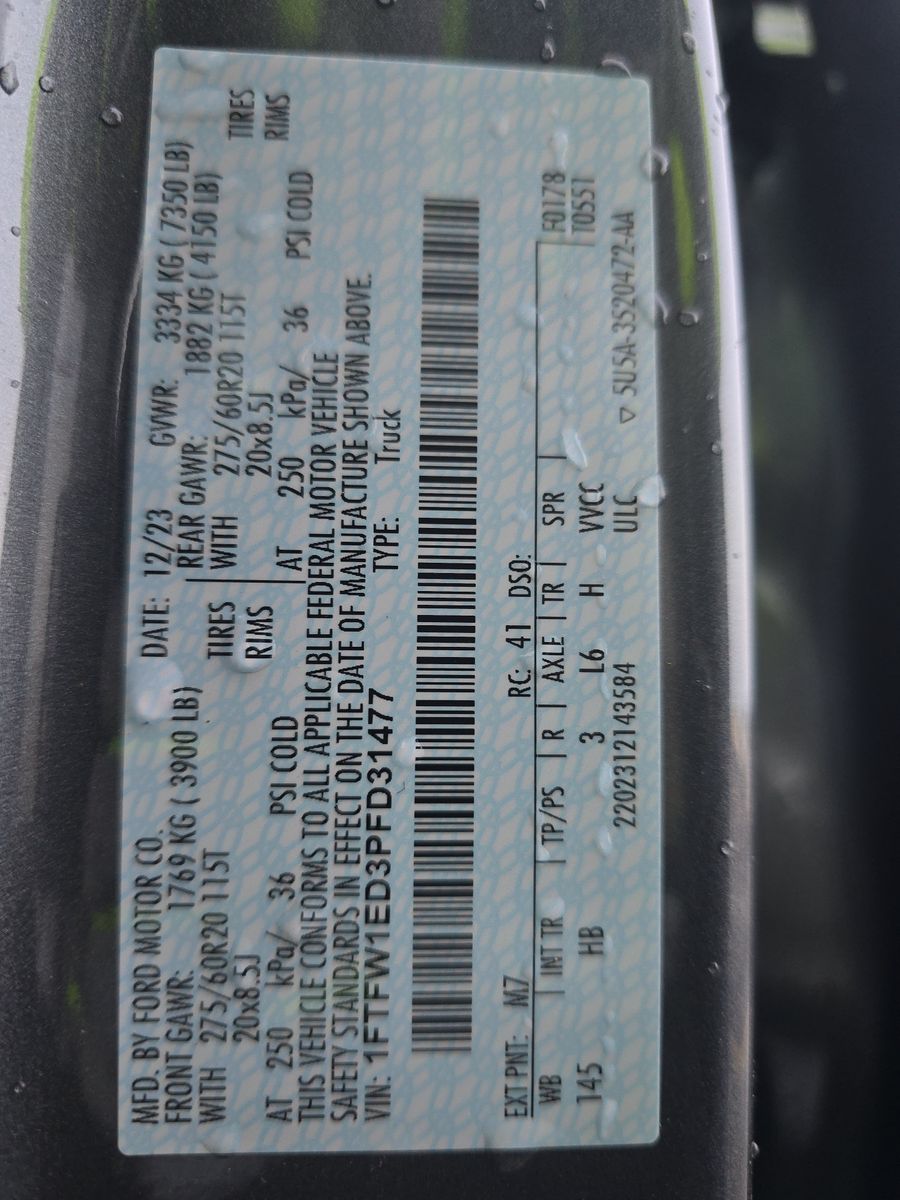 MFD. BY FORD MOTOR CO.
DATE: 12/23 GVWR: 3334 KG ( 7350 LB)
FRONT GAWR: 1769 KG ( 3900 LB)
REAR GAWR: 1882 KG ( 4150 LB)
WITH 275/60R20 115T TIRES
WITH 275/60R20 115T TIRES
20x8.5J RIMS
20x8.5J RIMS
AT 250 kPa/ 36 PSI COLD
AT 250 kPa/ 36 PSI COLD
THIS VEHICLE CONFORMS TO ALL APPLICABLE FEDERAL MOTOR VEHICLE
SAFETY STANDARDS IN EFFECT ON THE DATE OF MANUFACTURE SHOWN ABOVE.
VIN: 1FTFW1ED3PFD31477 TYPE: Truck
EXT PNT: M7 RC: 41 DSO:
WB | INT TR | TP/PS | R | AXLE | TR | SPR | F0178
T0551
145 HB 3 L6 H VVCC
ULC
2202312143584
▽ 5U5A-3520472-AA